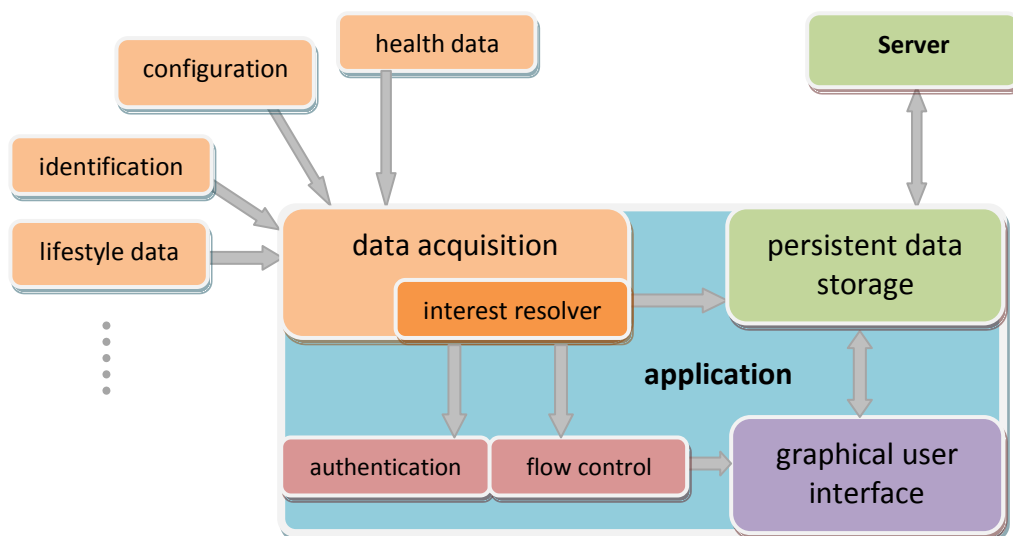 health data
Server
configuration
identification
lifestyle data
data acquisition
interest resolver
persistent data
storage
application
authentication
flow control
graphical user
interface